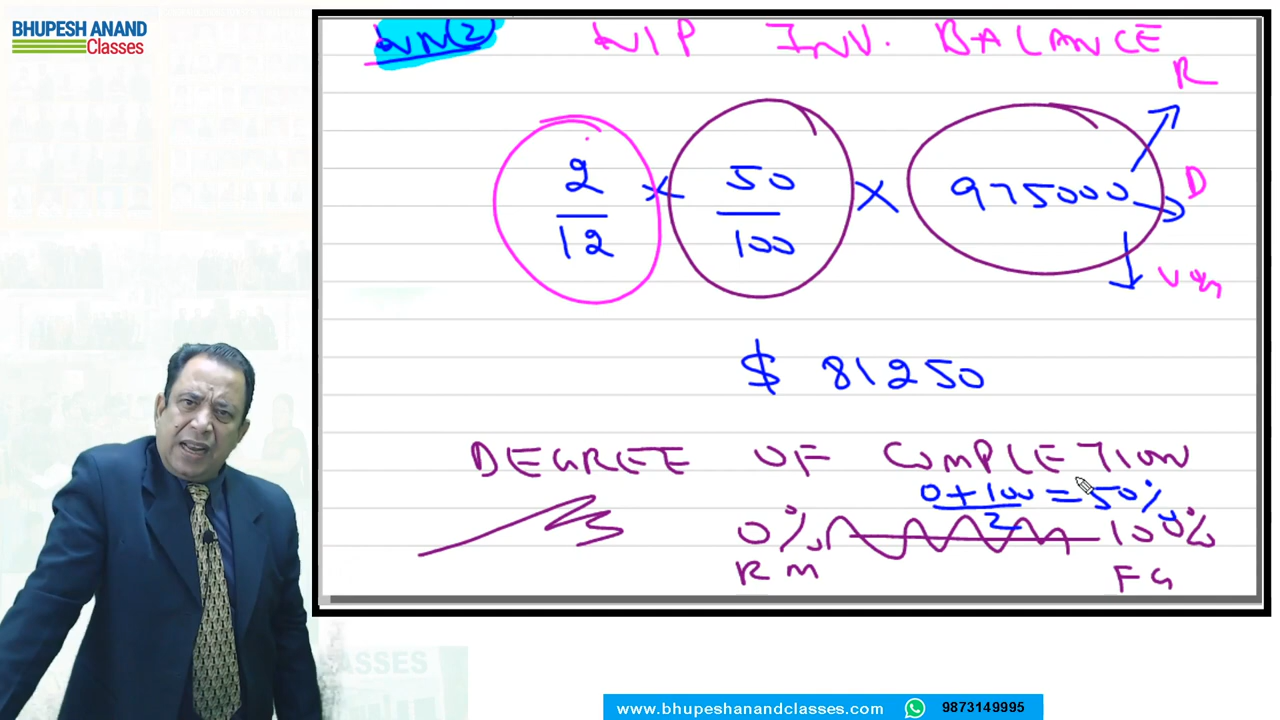 BHUPESH ANAND
Classes
WN(2) WIP INV. BALANCE
R
2/12 × 50/100 × 975000
D
VOH
$ 81250
DEGREE OF COMPLETION
0+100/2 = 50%
0% 100%
RM FG
www.bhupeshanandclasses.com 9873149995